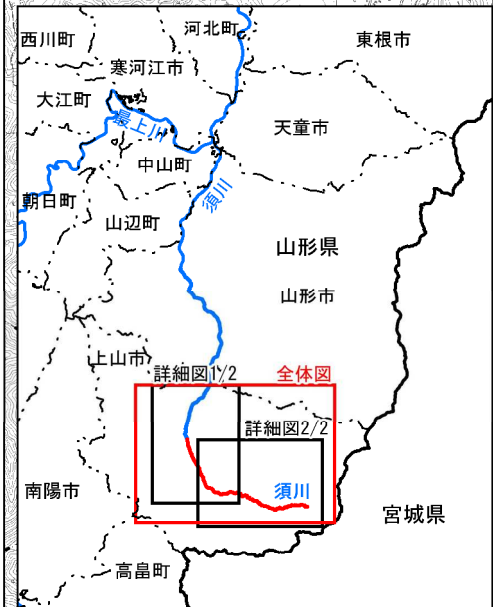 河北町
西川町
東根市
寒河江市
大江町
最上川
天童市
中山町
朝日町
須川
山辺町
山形県
山形市
上山市
詳細図1/2
全体図
詳細図2/2
南陽市
須川
宮城県
高畠町